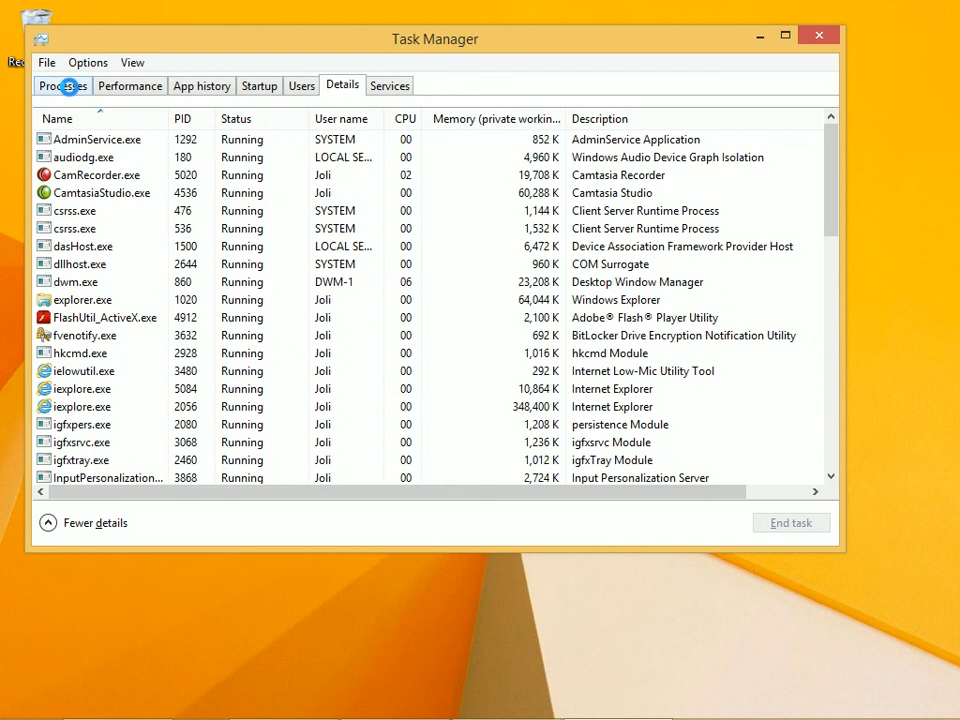 Rec
Task Manager
File Options View
Processes Performance App history Startup Users Details Services
Name PID Status User name CPU Memory (private workin... Description
AdminService.exe 1292 Running SYSTEM 00 852 K AdminService Application
audiodg.exe 180 Running LOCAL SE... 00 4,960 K Windows Audio Device Graph Isolation
CamRecorder.exe 5020 Running Joli 02 19,708 K Camtasia Recorder
CamtasiaStudio.exe 4536 Running Joli 00 60,288 K Camtasia Studio
csrss.exe 476 Running SYSTEM 00 1,144 K Client Server Runtime Process
csrss.exe 536 Running SYSTEM 00 1,532 K Client Server Runtime Process
dasHost.exe 1500 Running LOCAL SE... 00 6,472 K Device Association Framework Provider Host
dllhost.exe 2644 Running SYSTEM 00 960 K COM Surrogate
dwm.exe 860 Running DWM-1 06 23,208 K Desktop Window Manager
explorer.exe 1020 Running Joli 00 64,044 K Windows Explorer
FlashUtil_ActiveX.exe 4912 Running Joli 00 2,100 K Adobe® Flash® Player Utility
fvenotify.exe 3632 Running Joli 00 692 K BitLocker Drive Encryption Notification Utility
hkcmd.exe 2928 Running Joli 00 1,016 K hkcmd Module
ielowutil.exe 3480 Running Joli 00 292 K Internet Low-Mic Utility Tool
iexplore.exe 5084 Running Joli 00 10,864 K Internet Explorer
iexplore.exe 2056 Running Joli 00 348,400 K Internet Explorer
igfxpers.exe 2080 Running Joli 00 1,208 K persistence Module
igfxsrvc.exe 3068 Running Joli 00 1,236 K igfxsrvc Module
igfxtray.exe 2460 Running Joli 00 1,012 K igfxTray Module
InputPersonalization... 3868 Running Joli 00 2,724 K Input Personalization Server
Fewer details End task